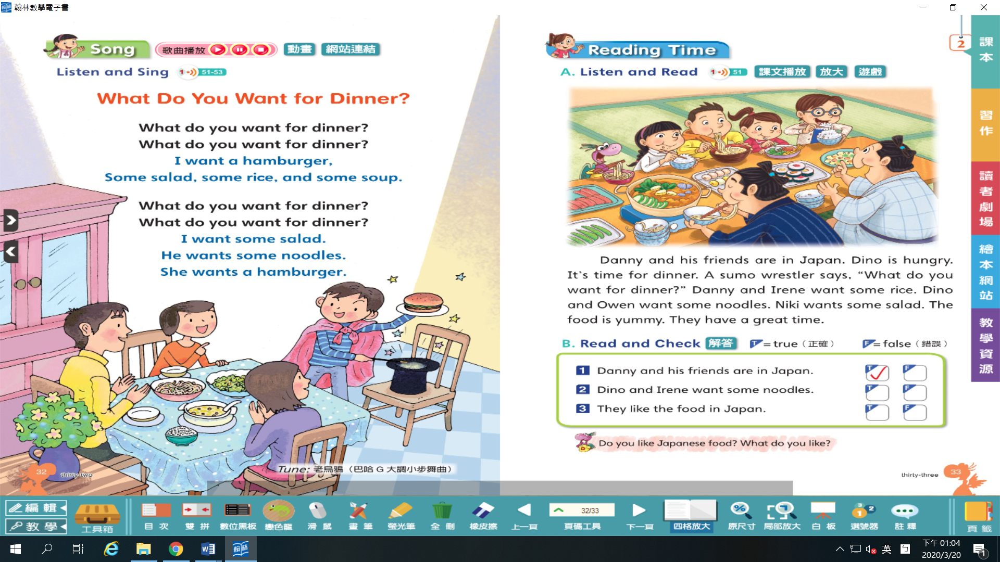 翰林教學電子書
Song
歌曲播放
動畫
網站連結
Listen and Sing
1
51-53
What Do You Want for Dinner?
What do you want for dinner?
What do you want for dinner?
I want a hamburger,
Some salad, some rice, and some soup.
What do you want for dinner?
What do you want for dinner?
I want some salad.
He wants some noodles.
She wants a hamburger.
Tune: 老烏鴉（巴哈 G 大調小步舞曲）
32
thirty-two
Reading Time
2
A. Listen and Read
1
51
課文播放
放大
遊戲
Danny and his friends are in Japan. Dino is hungry.
It's time for dinner. A sumo wrestler says, “What do you
want for dinner?” Danny and Irene want some rice. Dino
and Owen want some noodles. Niki wants some salad. The
food is yummy. They have a great time.
B. Read and Check
解答
T = true（正確）
F = false（錯誤）
1 Danny and his friends are in Japan. T F
2 Dino and Irene want some noodles. T F
3 They like the food in Japan. T F
Do you like Japanese food? What do you like?
thirty-three
33
課本
習作
讀者劇場
繪本網站
教學資源
編輯
教學
工具箱
目次
雙拼
數位黑板
變色龍
滑鼠
畫筆
螢光筆
全刪
橡皮擦
上一頁
32/33
頁碼工具
下一頁
四格放大
原尺寸
局部放大
白板
選號器
註釋
頁籤
翰林
英
下午 01:04
2020/3/20
1